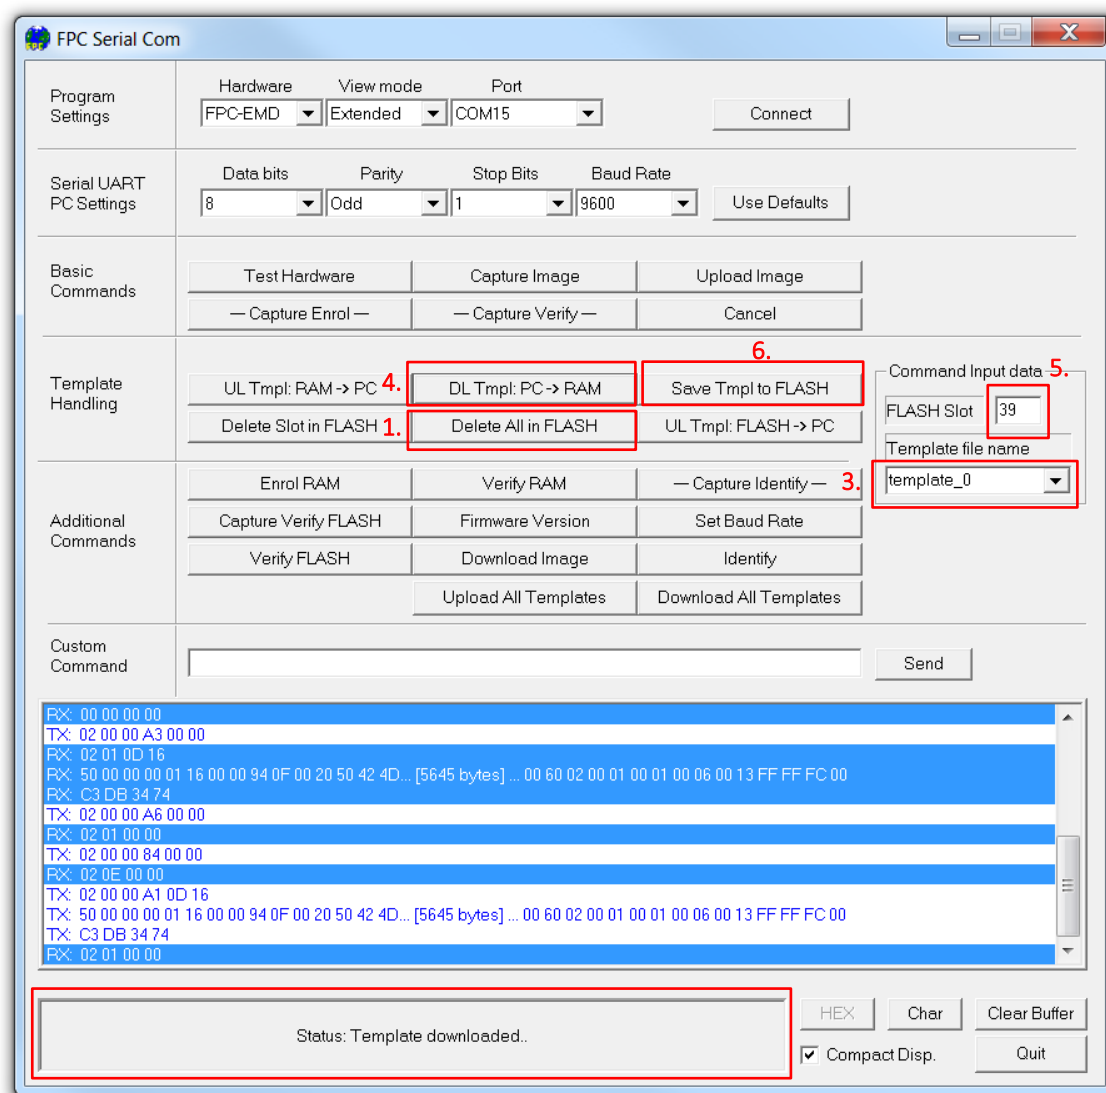 FPC Serial Com
Program Settings
Hardware View mode Port
FPC-EMD Extended COM15 Connect
Serial UART PC Settings
Data bits Parity Stop Bits Baud Rate
8 Odd 1 9600 Use Defaults
Basic Commands
Test Hardware Capture Image Upload Image
— Capture Enrol — — Capture Verify — Cancel
6.
Template Handling
UL Tmpl: RAM -> PC 4. DL Tmpl: PC -> RAM Save Tmpl to FLASH
Delete Slot in FLASH 1. Delete All in FLASH UL Tmpl: FLASH -> PC
Command Input data 5.
FLASH Slot 39
Template file name
3. template_0
Additional Commands
Enrol RAM Verify RAM — Capture Identify —
Capture Verify FLASH Firmware Version Set Baud Rate
Verify FLASH Download Image Identify
Upload All Templates Download All Templates
Custom Command
Send
RX: 00 00 00 00
TX: 02 00 00 A3 00 00
RX: 02 01 0D 16
RX: 50 00 00 00 01 16 00 00 94 0F 00 20 50 42 4D... [5645 bytes] ... 00 60 02 00 01 00 01 00 06 00 13 FF FF FC 00
RX: C3 DB 34 74
TX: 02 00 00 A6 00 00
RX: 02 01 00 00
TX: 02 00 00 84 00 00
RX: 02 0E 00 00
TX: 02 00 00 A1 0D 16
TX: 50 00 00 00 01 16 00 00 94 0F 00 20 50 42 4D... [5645 bytes] ... 00 60 02 00 01 00 01 00 06 00 13 FF FF FC 00
TX: C3 DB 34 74
RX: 02 01 00 00
Status: Template downloaded..
HEX Char Clear Buffer
Compact Disp. Quit